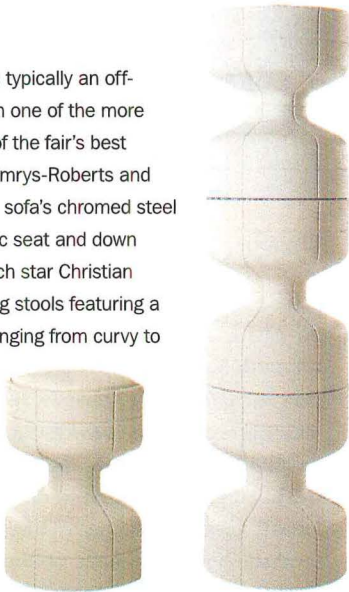 typically an off-
one of the more
of the fair's best
mrys-Roberts and
sofa's chromed steel
seat and down
star Christian
stools featuring a
nging from curvy to